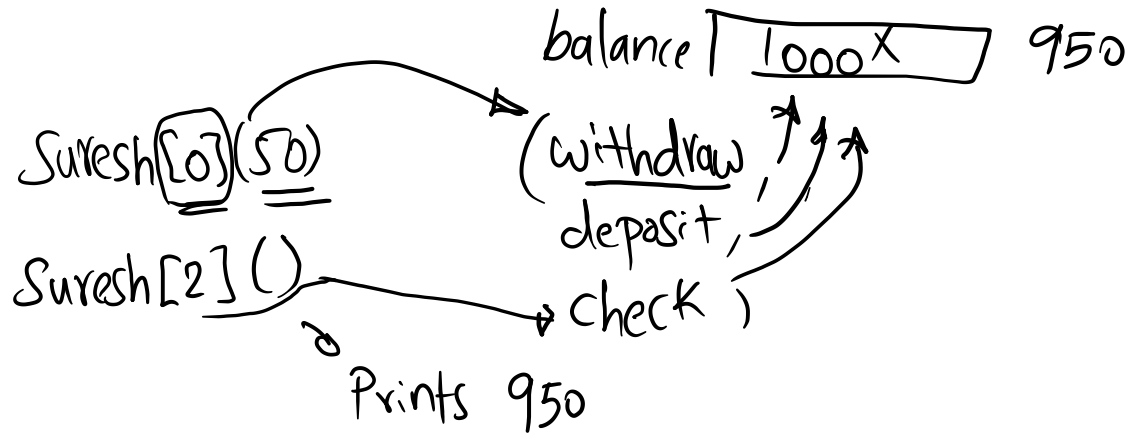 balance 1000 X 950
Suresh[0](50)
(withdraw,
deposit,
Suresh[2]()
check)
Prints 950